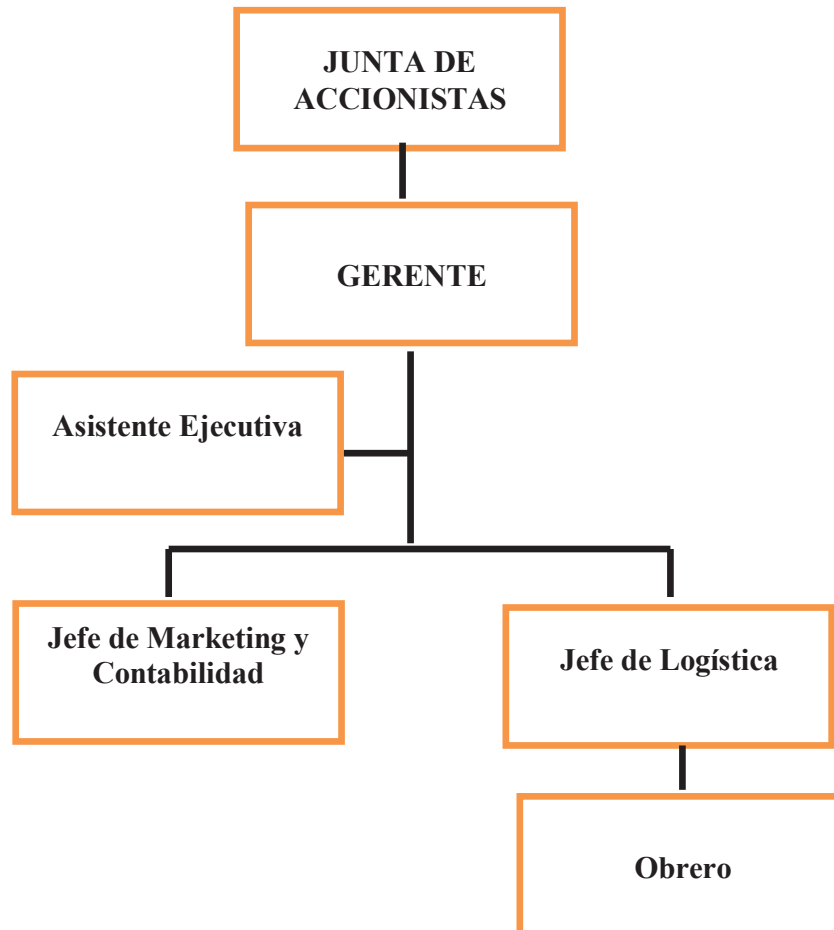 JUNTA DE
ACCIONISTAS
GERENTE
Asistente Ejecutiva
Jefe de Marketing y
Contabilidad
Jefe de Logística
Obrero